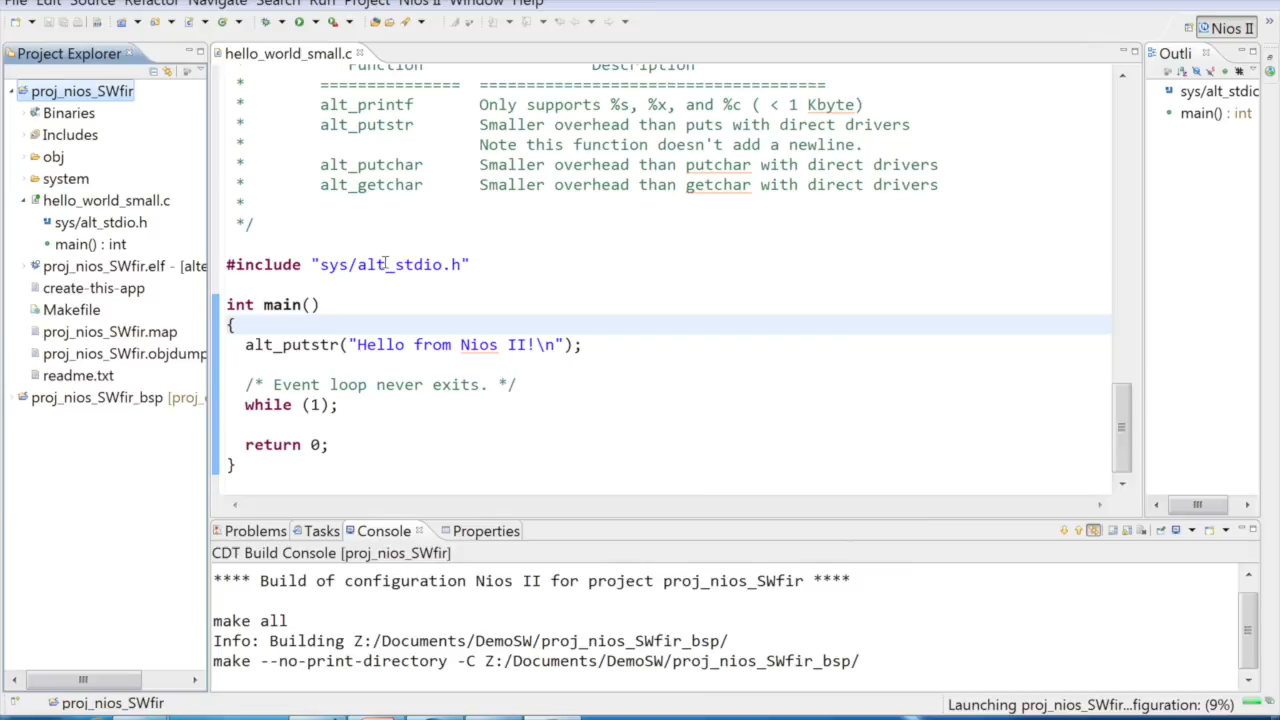 File Edit Source Refactor Navigate Search Run Project Nios II Window Help
Nios II
Project Explorer
proj_nios_SWfir
Binaries
Includes
obj
system
hello_world_small.c
sys/alt_stdio.h
main() : int
proj_nios_SWfir.elf - [alte
create-this-app
Makefile
proj_nios_SWfir.map
proj_nios_SWfir.objdump
readme.txt
proj_nios_SWfir_bsp [proj_
hello_world_small.c
* Function Description
* =============== =====================================
* alt_printf Only supports %s, %x, and %c ( < 1 Kbyte)
* alt_putstr Smaller overhead than puts with direct drivers
* Note this function doesn't add a newline.
* alt_putchar Smaller overhead than putchar with direct drivers
* alt_getchar Smaller overhead than getchar with direct drivers
*
*/
#include "sys/alt_stdio.h"
int main()
{
alt_putstr("Hello from Nios II!\n");
/* Event loop never exits. */
while (1);
return 0;
}
Outli
sys/alt_stdic
main() : int
Problems Tasks Console Properties
CDT Build Console [proj_nios_SWfir]
**** Build of configuration Nios II for project proj_nios_SWfir ****
make all
Info: Building Z:/Documents/DemoSW/proj_nios_SWfir_bsp/
make --no-print-directory -C Z:/Documents/DemoSW/proj_nios_SWfir_bsp/
proj_nios_SWfir
Launching proj_nios_SW...figuration: (9%)